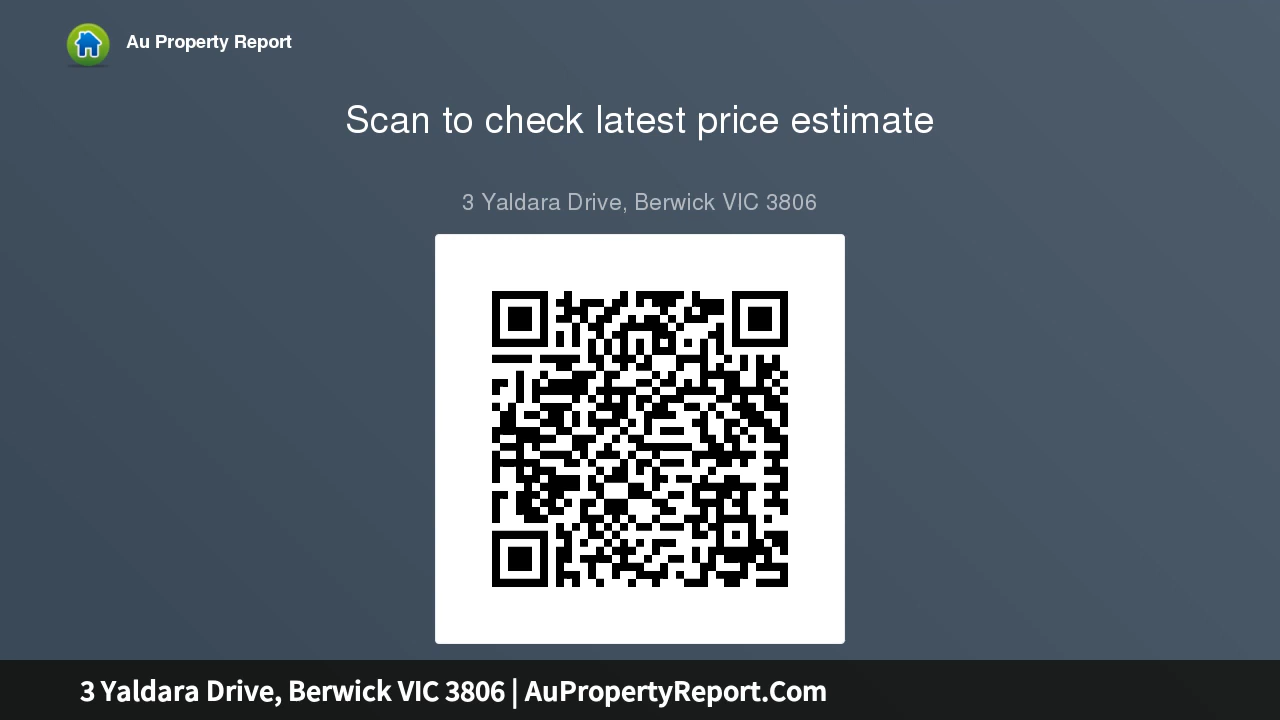 Au Property Report
Scan to check latest price estimate
3 Yaldara Drive, Berwick VIC 3806
3 Yaldara Drive, Berwick VIC 3806 | AuPropertyReport.Com